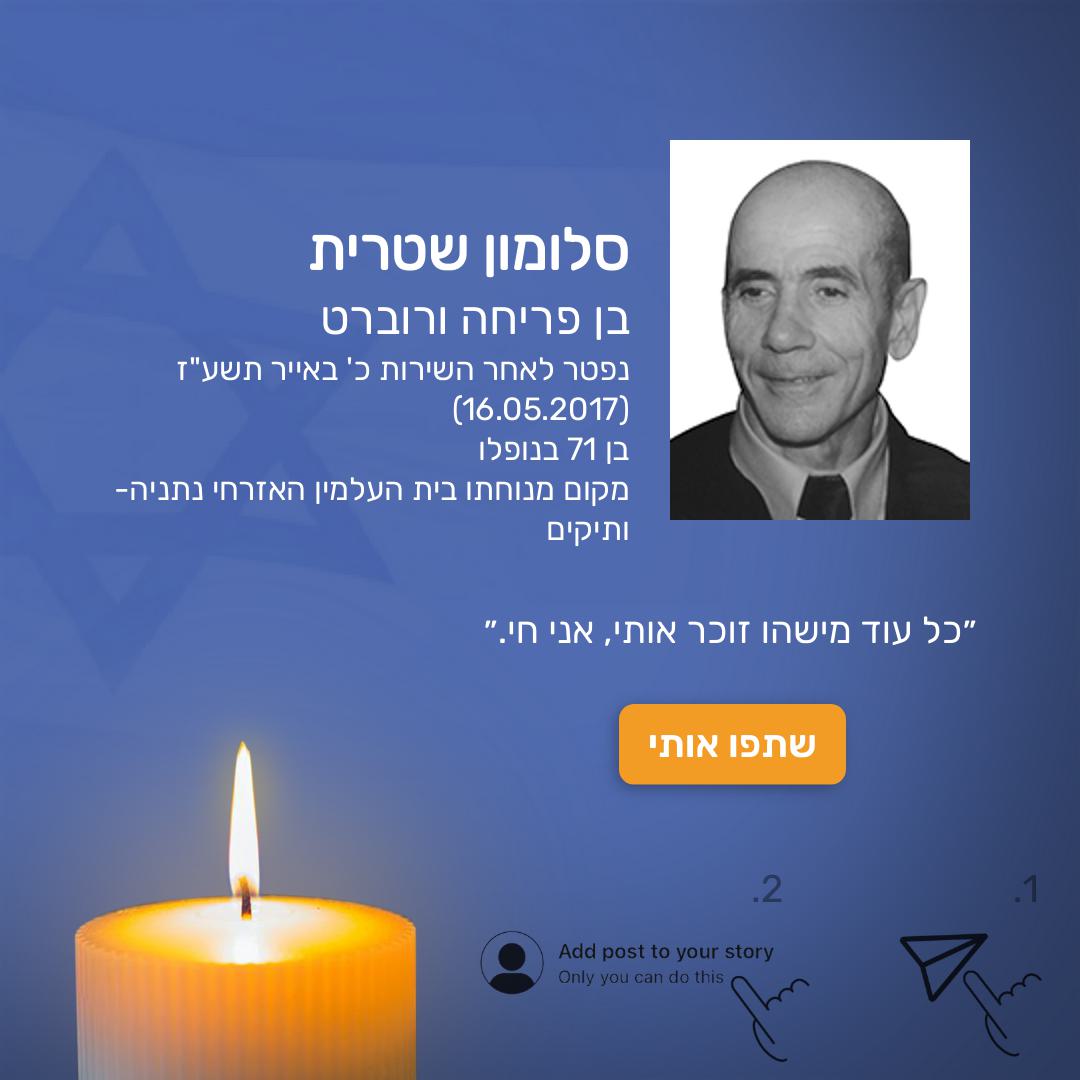 סלומון שטרית
בן פריחה ורוברט
נפטר לאחר השירות כ' באייר תשע"ז
(16.05.2017)
בן 71 בנופלו
מקום מנוחתו בית העלמין האזרחי נתניה-
ותיקים
״כל עוד מישהו זוכר אותי, אני חי.״
שתפו אותי
1.
2.
Add post to your story
Only you can do this